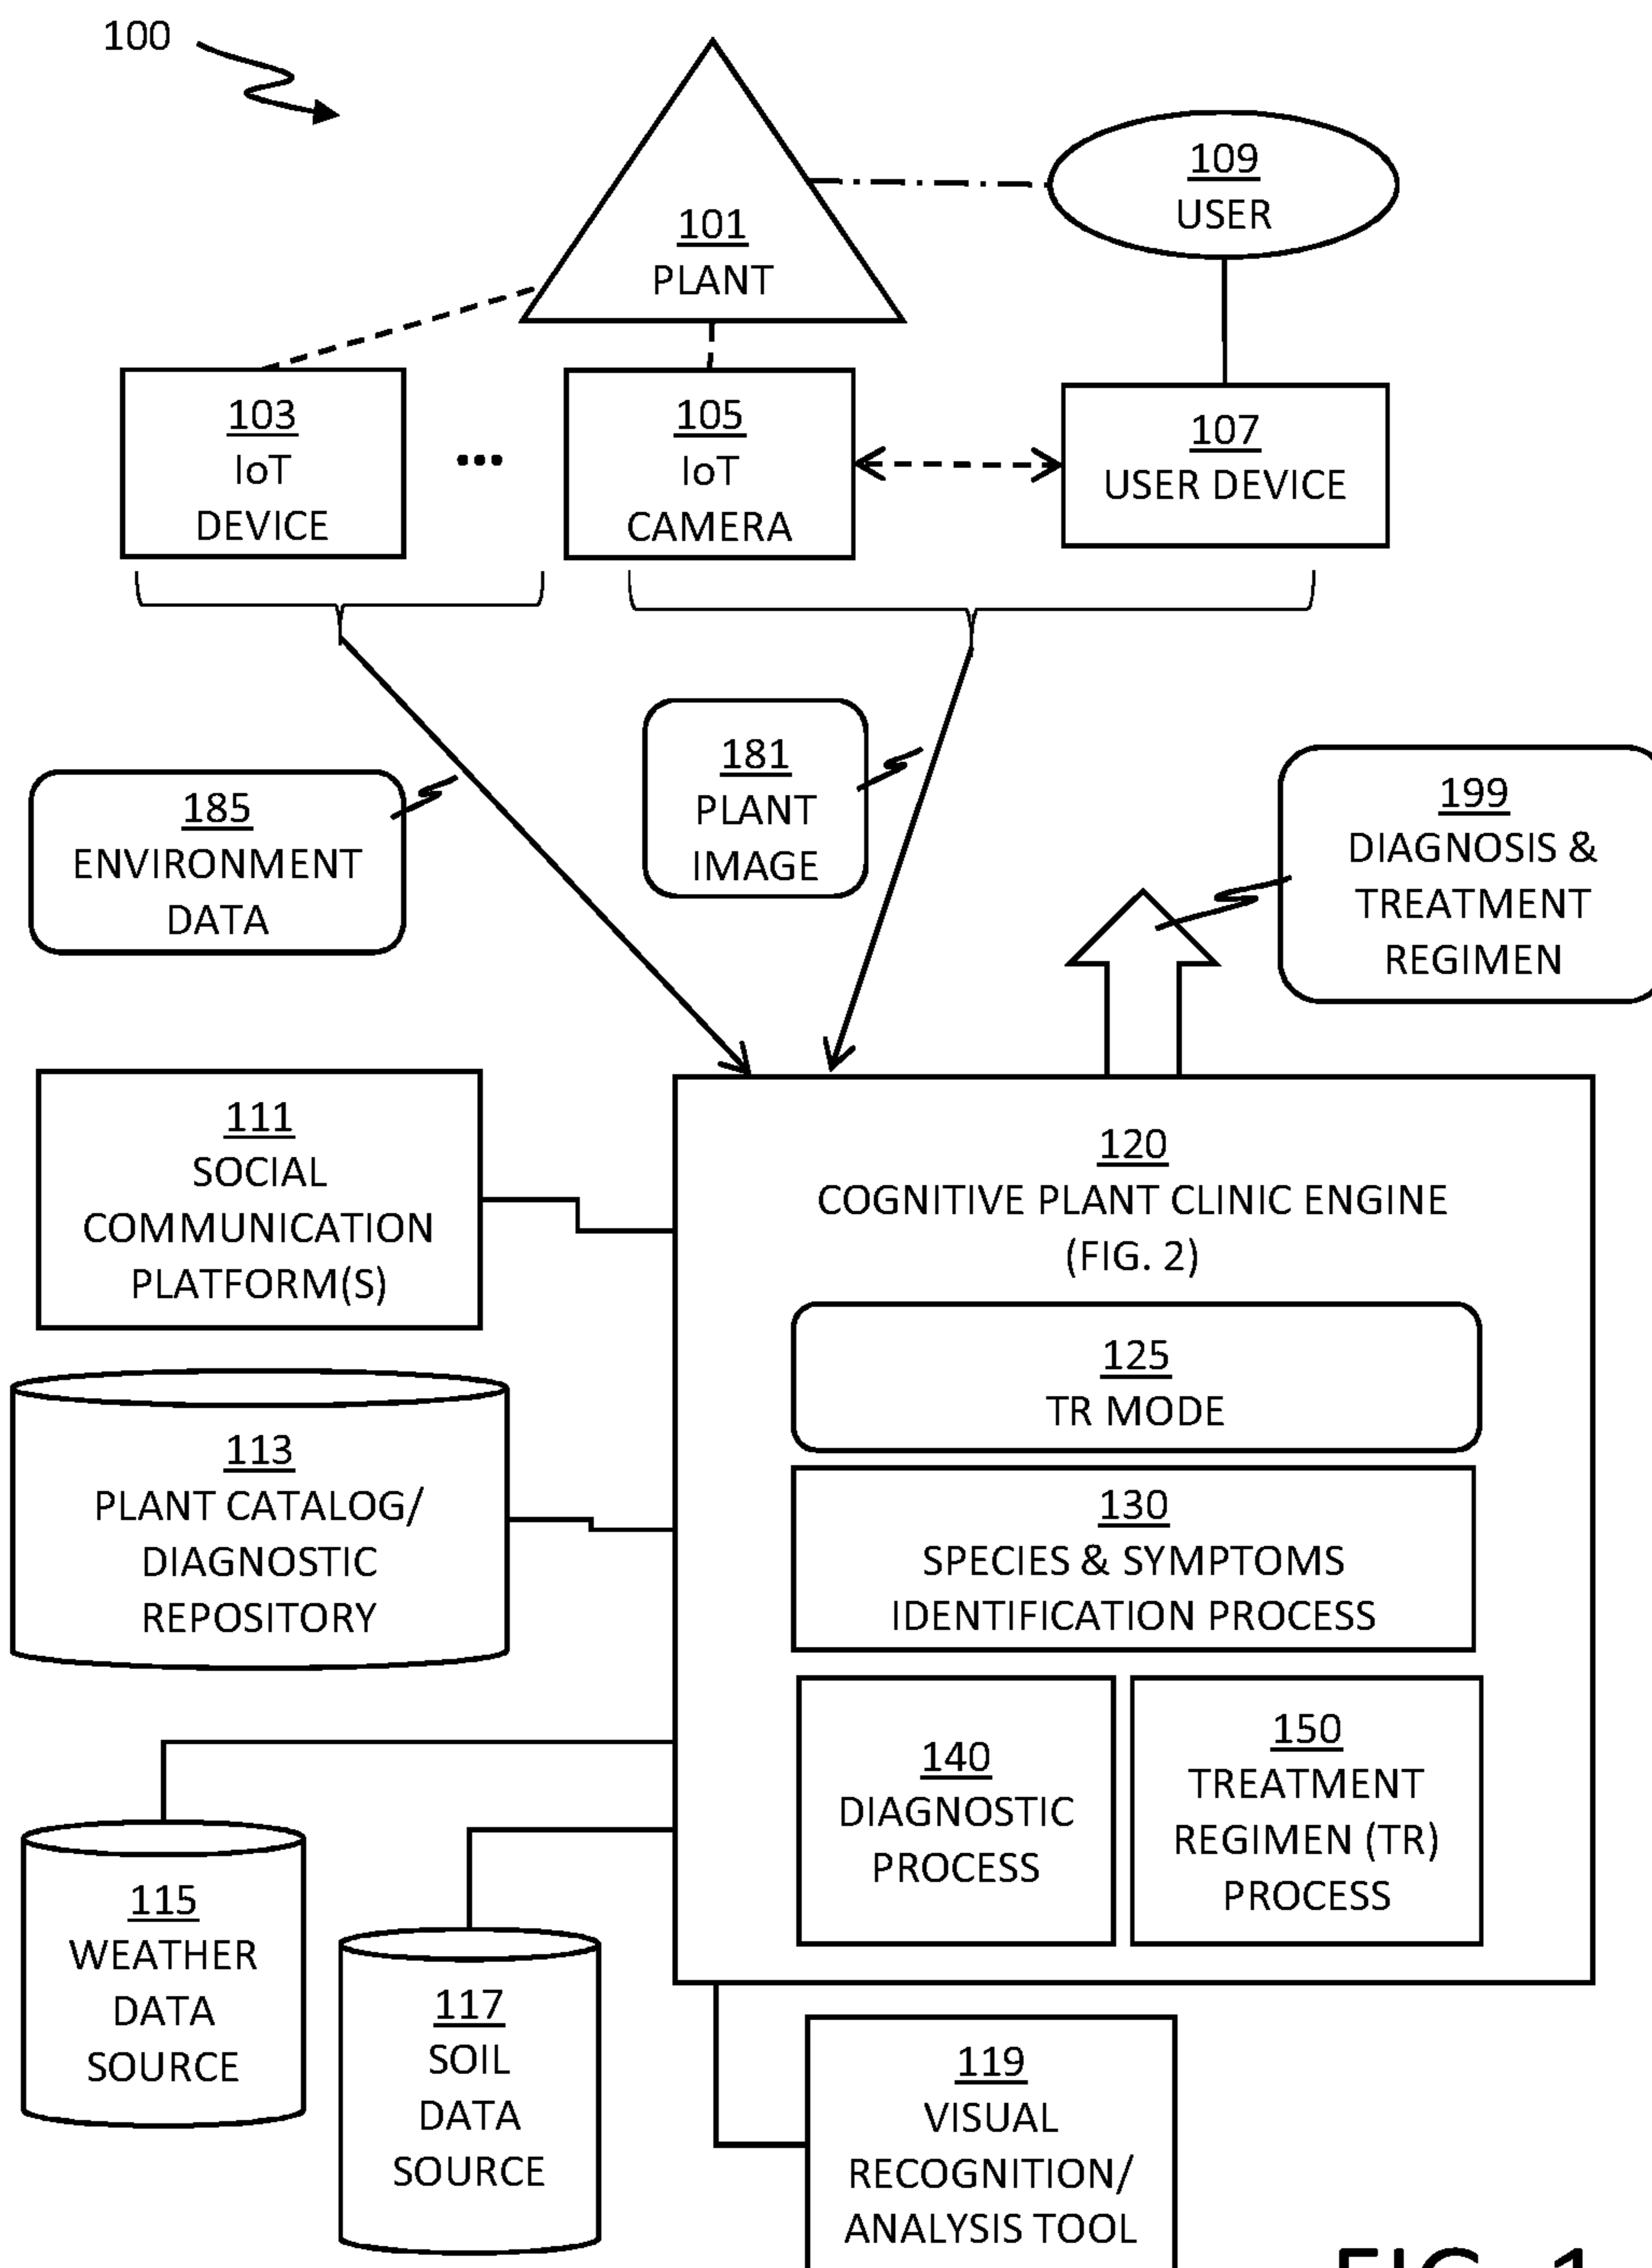 100
109
USER
101
PLANT
103
IoT
DEVICE
...
105
IoT
CAMERA
107
USER DEVICE
185
ENVIRONMENT
DATA
181
PLANT
IMAGE
199
DIAGNOSIS &
TREATMENT
REGIMEN
111
SOCIAL
COMMUNICATION
PLATFORM(S)
120
COGNITIVE PLANT CLINIC ENGINE
(FIG. 2)
125
TR MODE
113
PLANT CATALOG/
DIAGNOSTIC
REPOSITORY
130
SPECIES & SYMPTOMS
IDENTIFICATION PROCESS
140
DIAGNOSTIC
PROCESS
150
TREATMENT
REGIMEN (TR)
PROCESS
115
WEATHER
DATA
SOURCE
117
SOIL
DATA
SOURCE
119
VISUAL
RECOGNITION/
ANALYSIS TOOL
FIG. 1